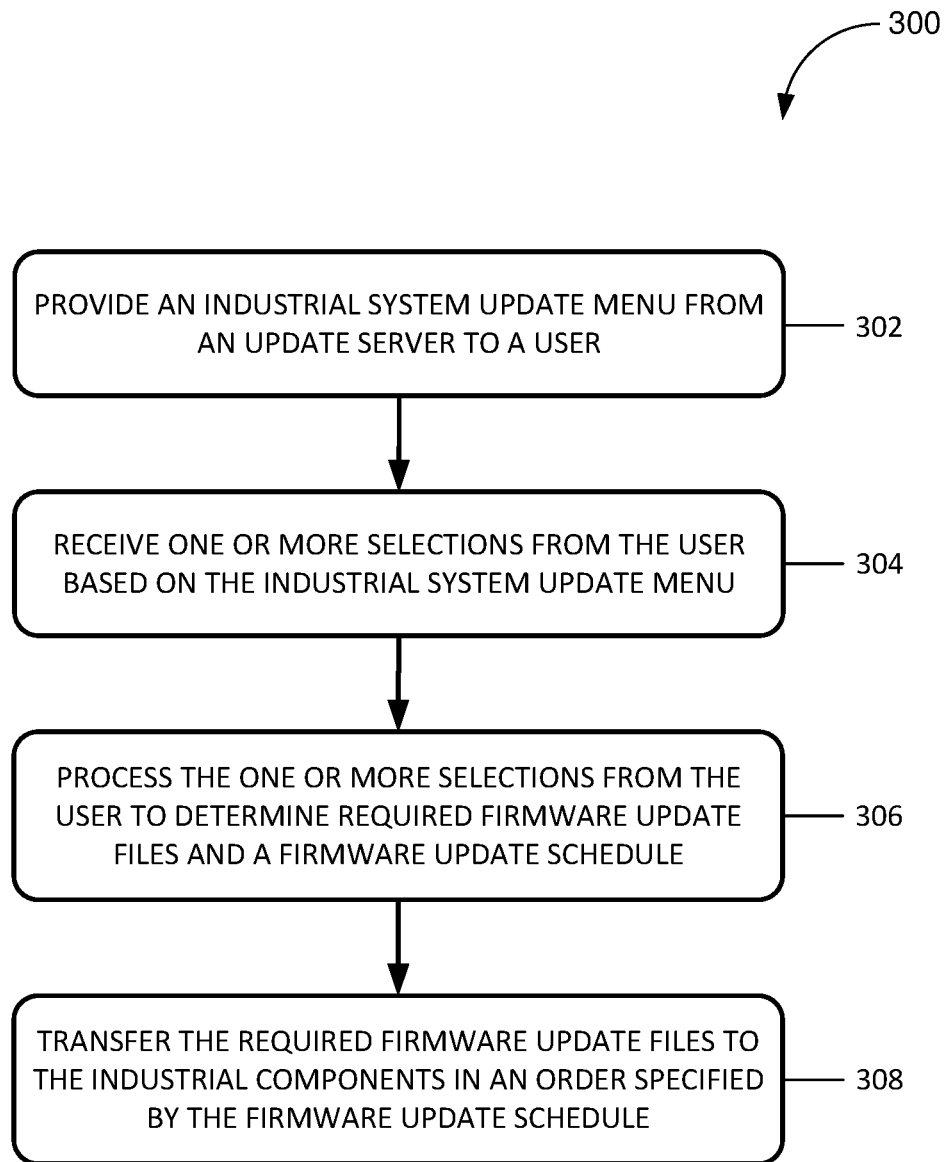 300
PROVIDE AN INDUSTRIAL SYSTEM UPDATE MENU FROM
AN UPDATE SERVER TO A USER
302
RECEIVE ONE OR MORE SELECTIONS FROM THE USER
BASED ON THE INDUSTRIAL SYSTEM UPDATE MENU
304
PROCESS THE ONE OR MORE SELECTIONS FROM THE
USER TO DETERMINE REQUIRED FIRMWARE UPDATE
FILES AND A FIRMWARE UPDATE SCHEDULE
306
TRANSFER THE REQUIRED FIRMWARE UPDATE FILES TO
THE INDUSTRIAL COMPONENTS IN AN ORDER SPECIFIED
BY THE FIRMWARE UPDATE SCHEDULE
308